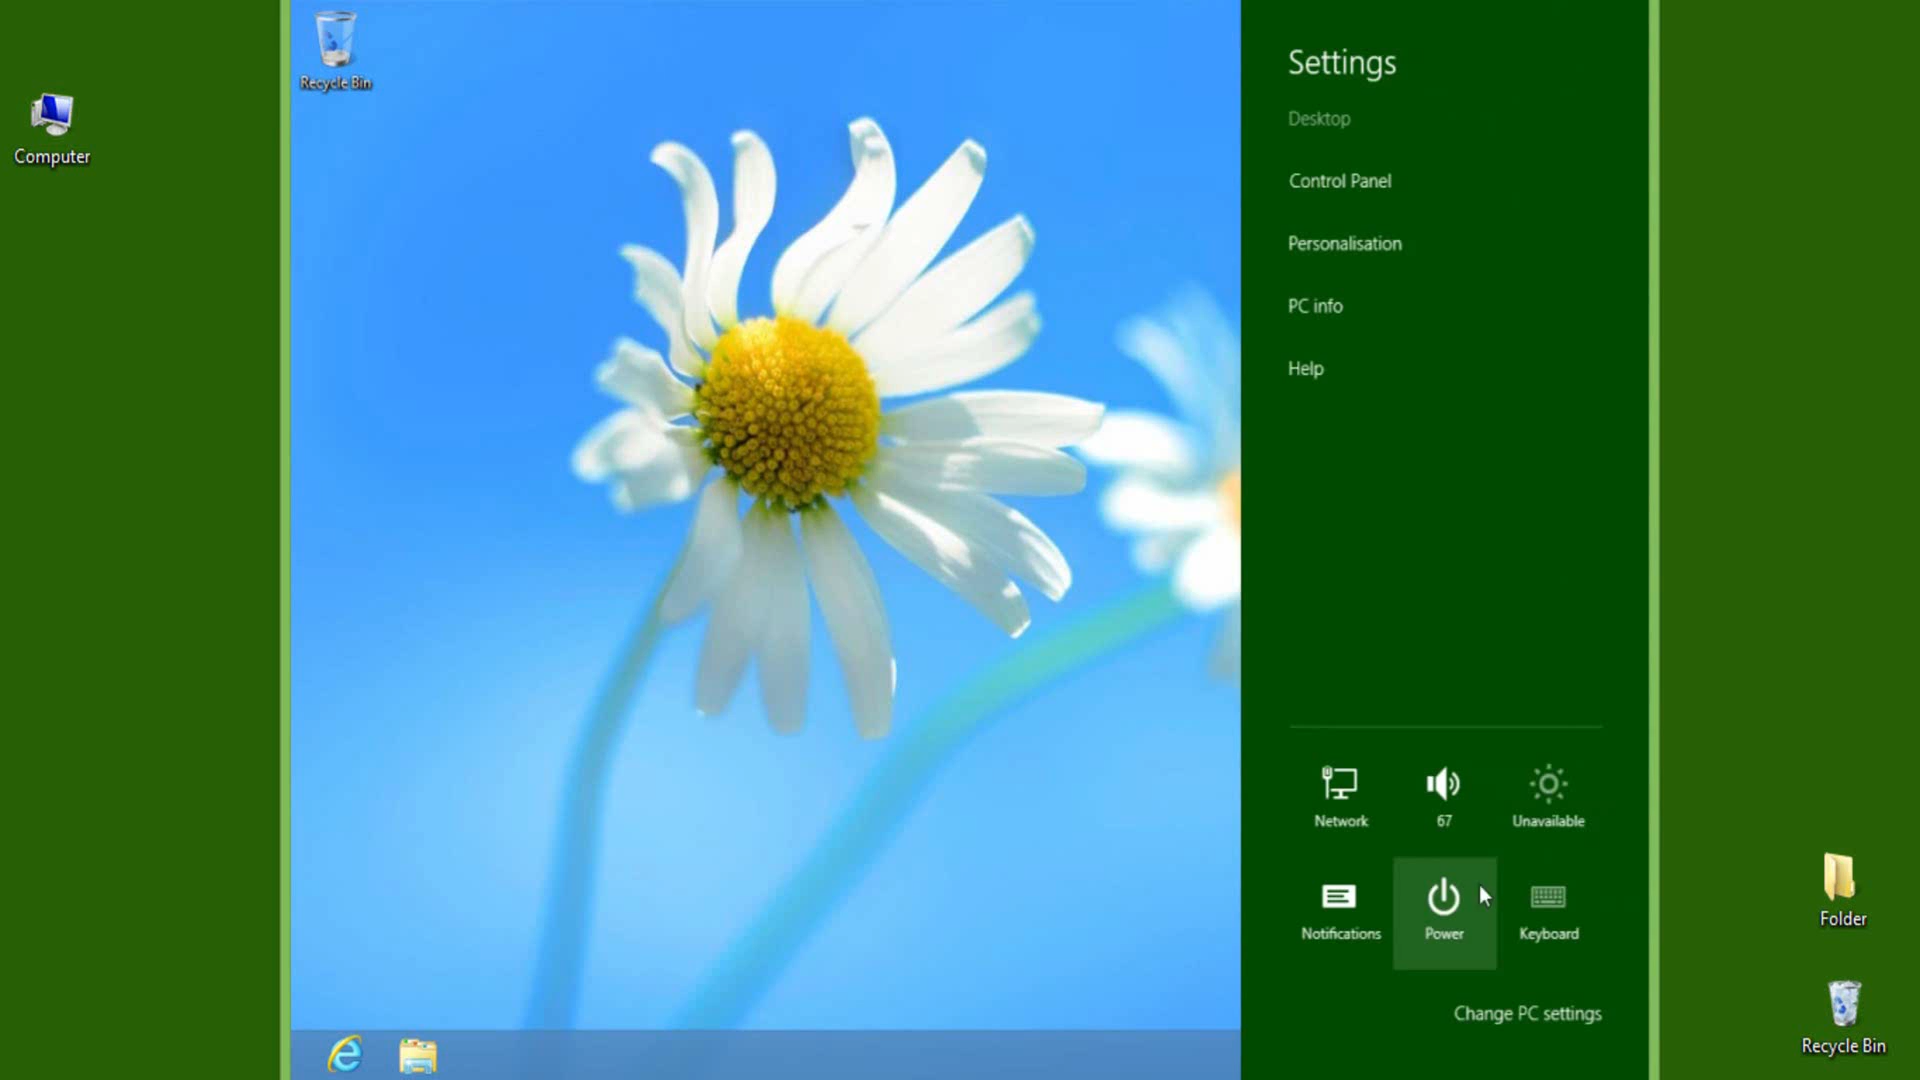 Computer
Recycle Bin
Settings
Desktop
Control Panel
Personalisation
PC info
Help
Network
67
Unavailable
Notifications
Power
Keyboard
Change PC settings
Folder
Recycle Bin